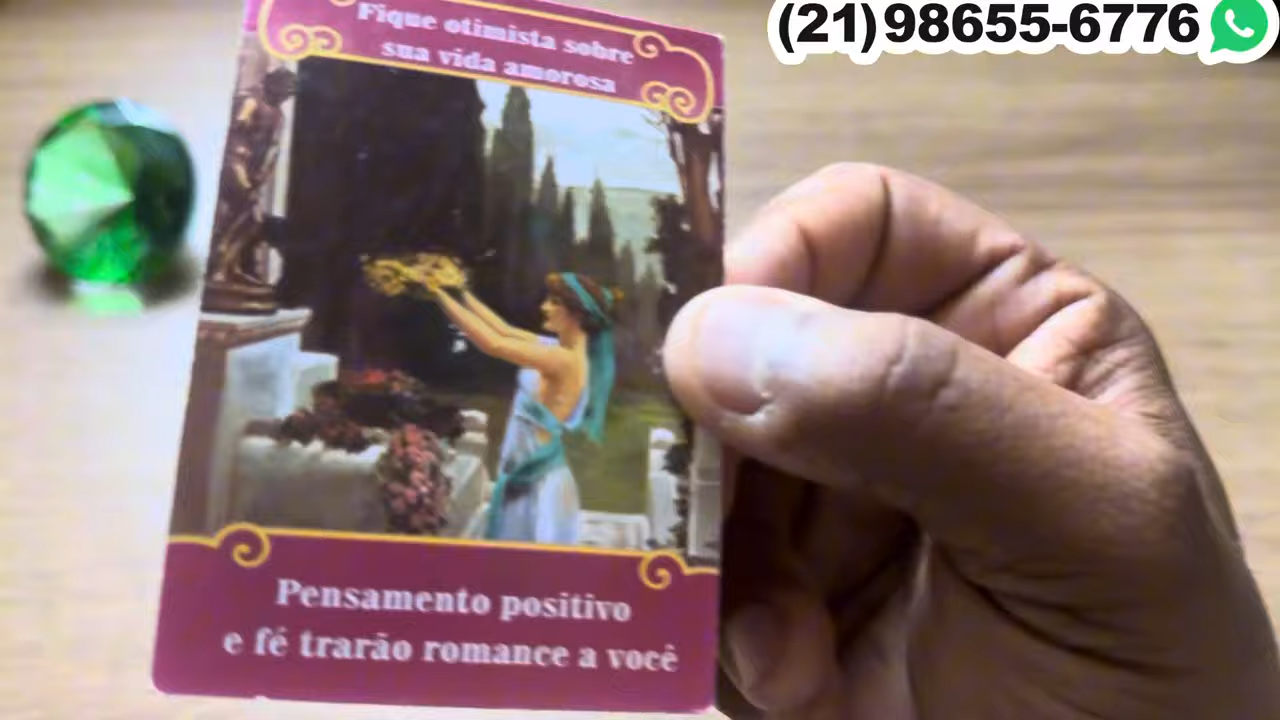 (21)98655-6776
Fique otimista sobre
sua vida amorosa
Pensamento positivo
e fé trarão romance a você